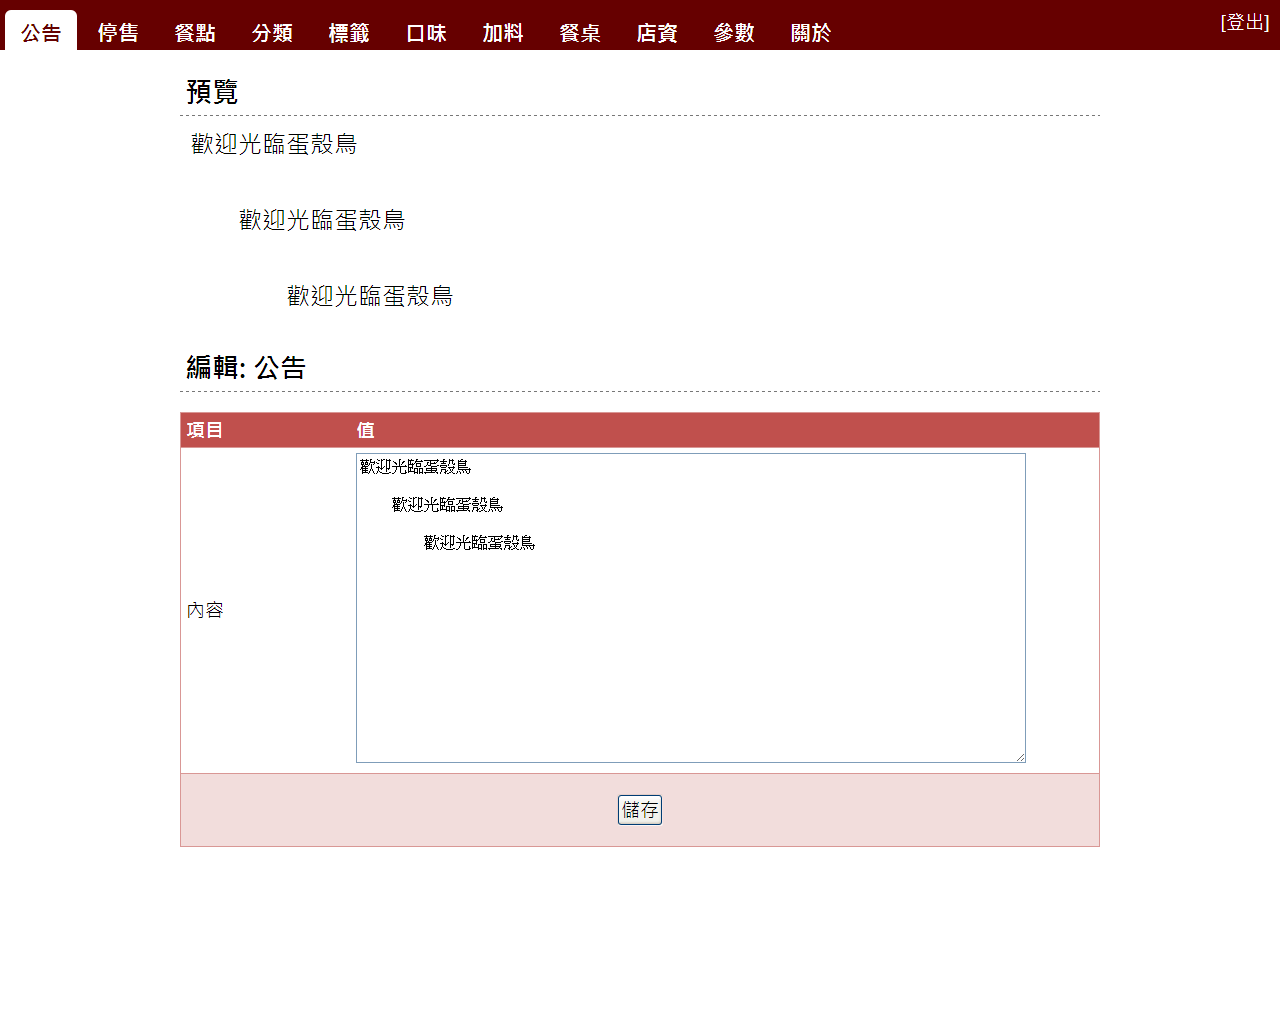 公告 停售 餐點 分類 標籤 口味 加料 餐桌 店資 參數 關於 [登出]
預覽
歡迎光臨蛋殼鳥
歡迎光臨蛋殼鳥
歡迎光臨蛋殼鳥
編輯: 公告
項目 值
歡迎光臨蛋殼鳥
歡迎光臨蛋殼鳥
歡迎光臨蛋殼鳥
內容
儲存